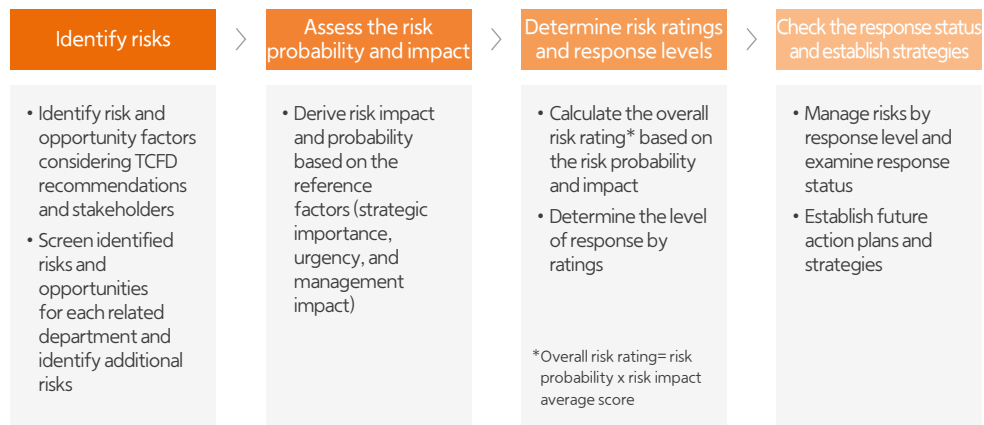 Identify risks
Assess the risk
probability and impact
Determine risk ratings
and response levels
Check the response status
and establish strategies
• Identify risk and
opportunity factors
considering TCFD
recommendations
and stakeholders
• Screen identified
risks and
opportunities
for each related
department and
identify additional
risks
• Derive risk impact
and probability
based on the
reference
factors (strategic
importance,
urgency, and
management
impact)
• Calculate the overall
risk rating* based on
the risk probability
and impact
• Determine the level
of response by
ratings
*Overall risk rating= risk
probability x risk impact
average score
• Manage risks by
response level and
examine response
status
• Establish future
action plans and
strategies